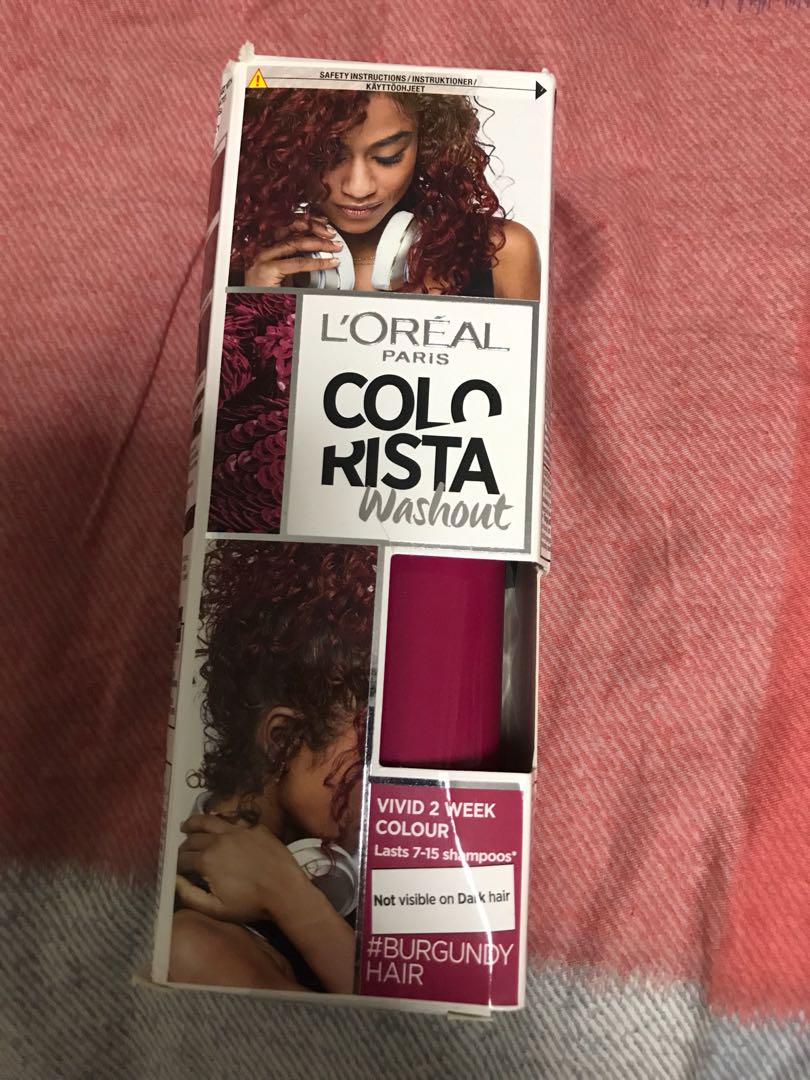 SAFETY INSTRUCTIONS / INSTRUKTIONER /
KÄYTTÖOHJEET
L'ORÉAL
PARIS
COLO
RISTA
Washout
VIVID 2 WEEK
COLOUR
Lasts 7-15 shampoos*
Not visible on Dark hair
#BURGUNDY
HAIR